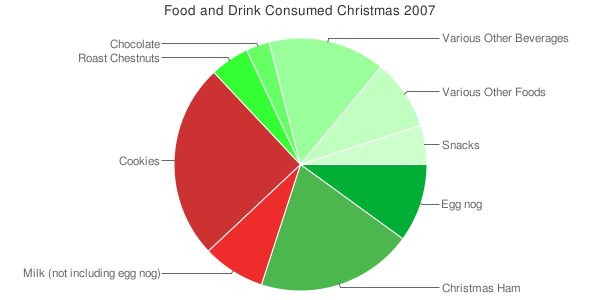 Food and Drink Consumed Christmas 2007
Various Other Beverages
Chocolate
Roast Chestnuts
Various Other Foods
Snacks
Cookies
Egg nog
Milk (not including egg nog)
Christmas Ham